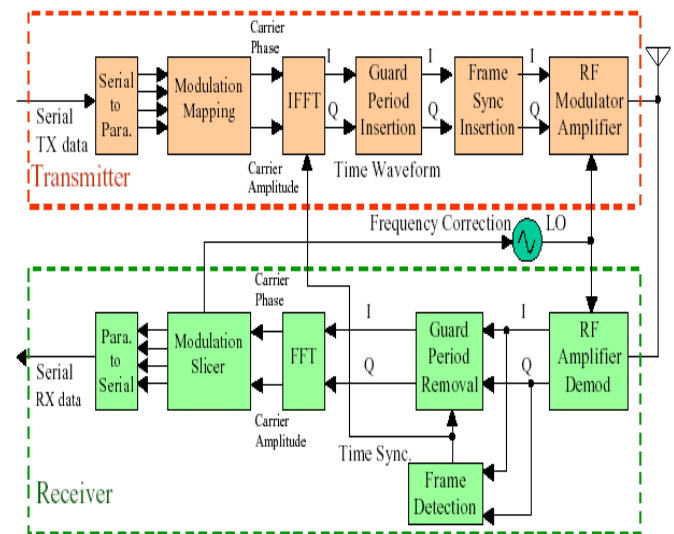 Carrier
Phase
Serial
to
Para.
Modulation
Mapping
IFFT
I
Q
Guard
Period
Insertion
I
Q
Frame
Sync
Insertion
I
Q
RF
Modulator
Amplifier
Serial
TX data
Carrier
Amplitude
Time Waveform
Transmitter
Frequency Correction
LO
Carrier
Phase
Para.
to
Serial
Modulation
Slicer
FFT
I
Q
Guard
Period
Removal
I
Q
RF
Amplifier
Demod
Serial
RX data
Carrier
Amplitude
Time Sync.
Frame
Detection
Receiver